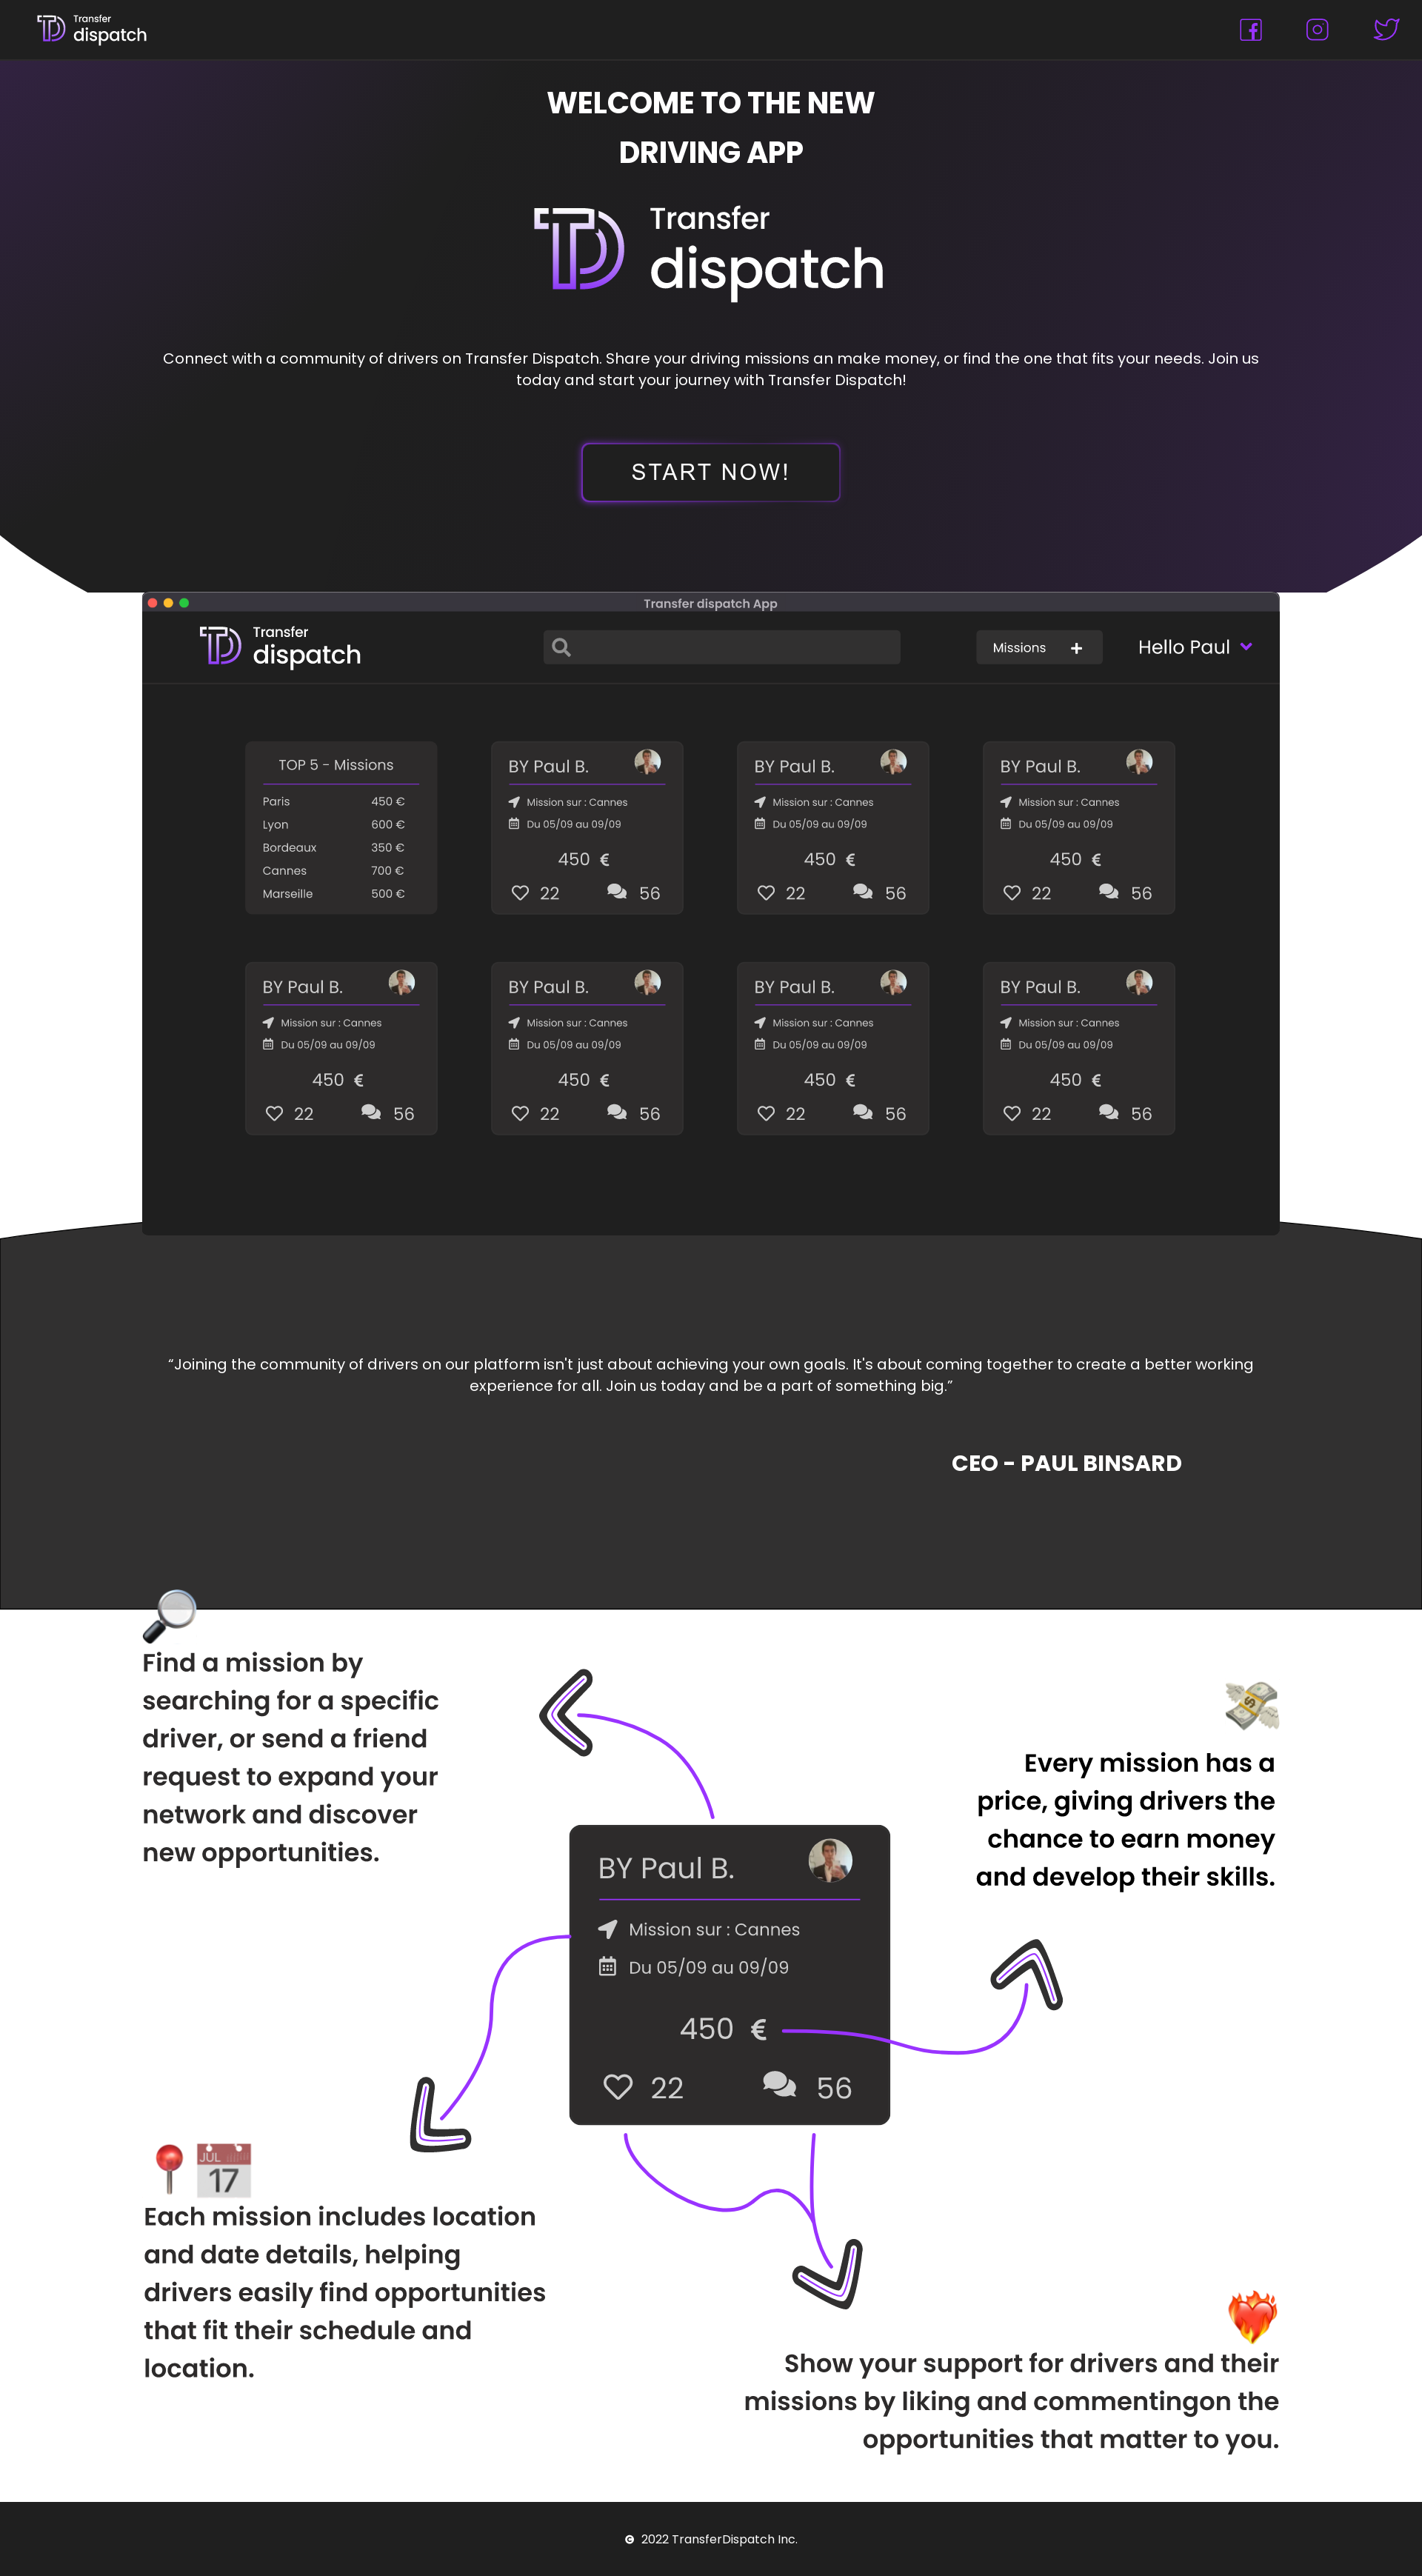 Transfer
dispatch
WELCOME TO THE NEW
DRIVING APP
Transfer
dispatch
Connect with a community of drivers on Transfer Dispatch. Share your driving missions an make money, or find the one that fits your needs. Join us
today and start your journey with Transfer Dispatch!
START NOW!
Transfer dispatch App
Transfer
dispatch
Missions +
Hello Paul
TOP 5 - Missions
Paris 450 €
Lyon 600 €
Bordeaux 350 €
Cannes 700 €
Marseille 500 €
BY Paul B.
Mission sur : Cannes
Du 05/09 au 09/09
450 €
22 56
BY Paul B.
Mission sur : Cannes
Du 05/09 au 09/09
450 €
22 56
BY Paul B.
Mission sur : Cannes
Du 05/09 au 09/09
450 €
22 56
BY Paul B.
Mission sur : Cannes
Du 05/09 au 09/09
450 €
22 56
BY Paul B.
Mission sur : Cannes
Du 05/09 au 09/09
450 €
22 56
BY Paul B.
Mission sur : Cannes
Du 05/09 au 09/09
450 €
22 56
BY Paul B.
Mission sur : Cannes
Du 05/09 au 09/09
450 €
22 56
“Joining the community of drivers on our platform isn't just about achieving your own goals. It's about coming together to create a better working
experience for all. Join us today and be a part of something big.”
CEO - PAUL BINSARD
Find a mission by
searching for a specific
driver, or send a friend
request to expand your
network and discover
new opportunities.
Every mission has a
price, giving drivers the
chance to earn money
and develop their skills.
BY Paul B.
Mission sur : Cannes
Du 05/09 au 09/09
450 €
22 56
JUL
17
Each mission includes location
and date details, helping
drivers easily find opportunities
that fit their schedule and
location.
Show your support for drivers and their
missions by liking and commentingon the
opportunities that matter to you.
© 2022 TransferDispatch Inc.